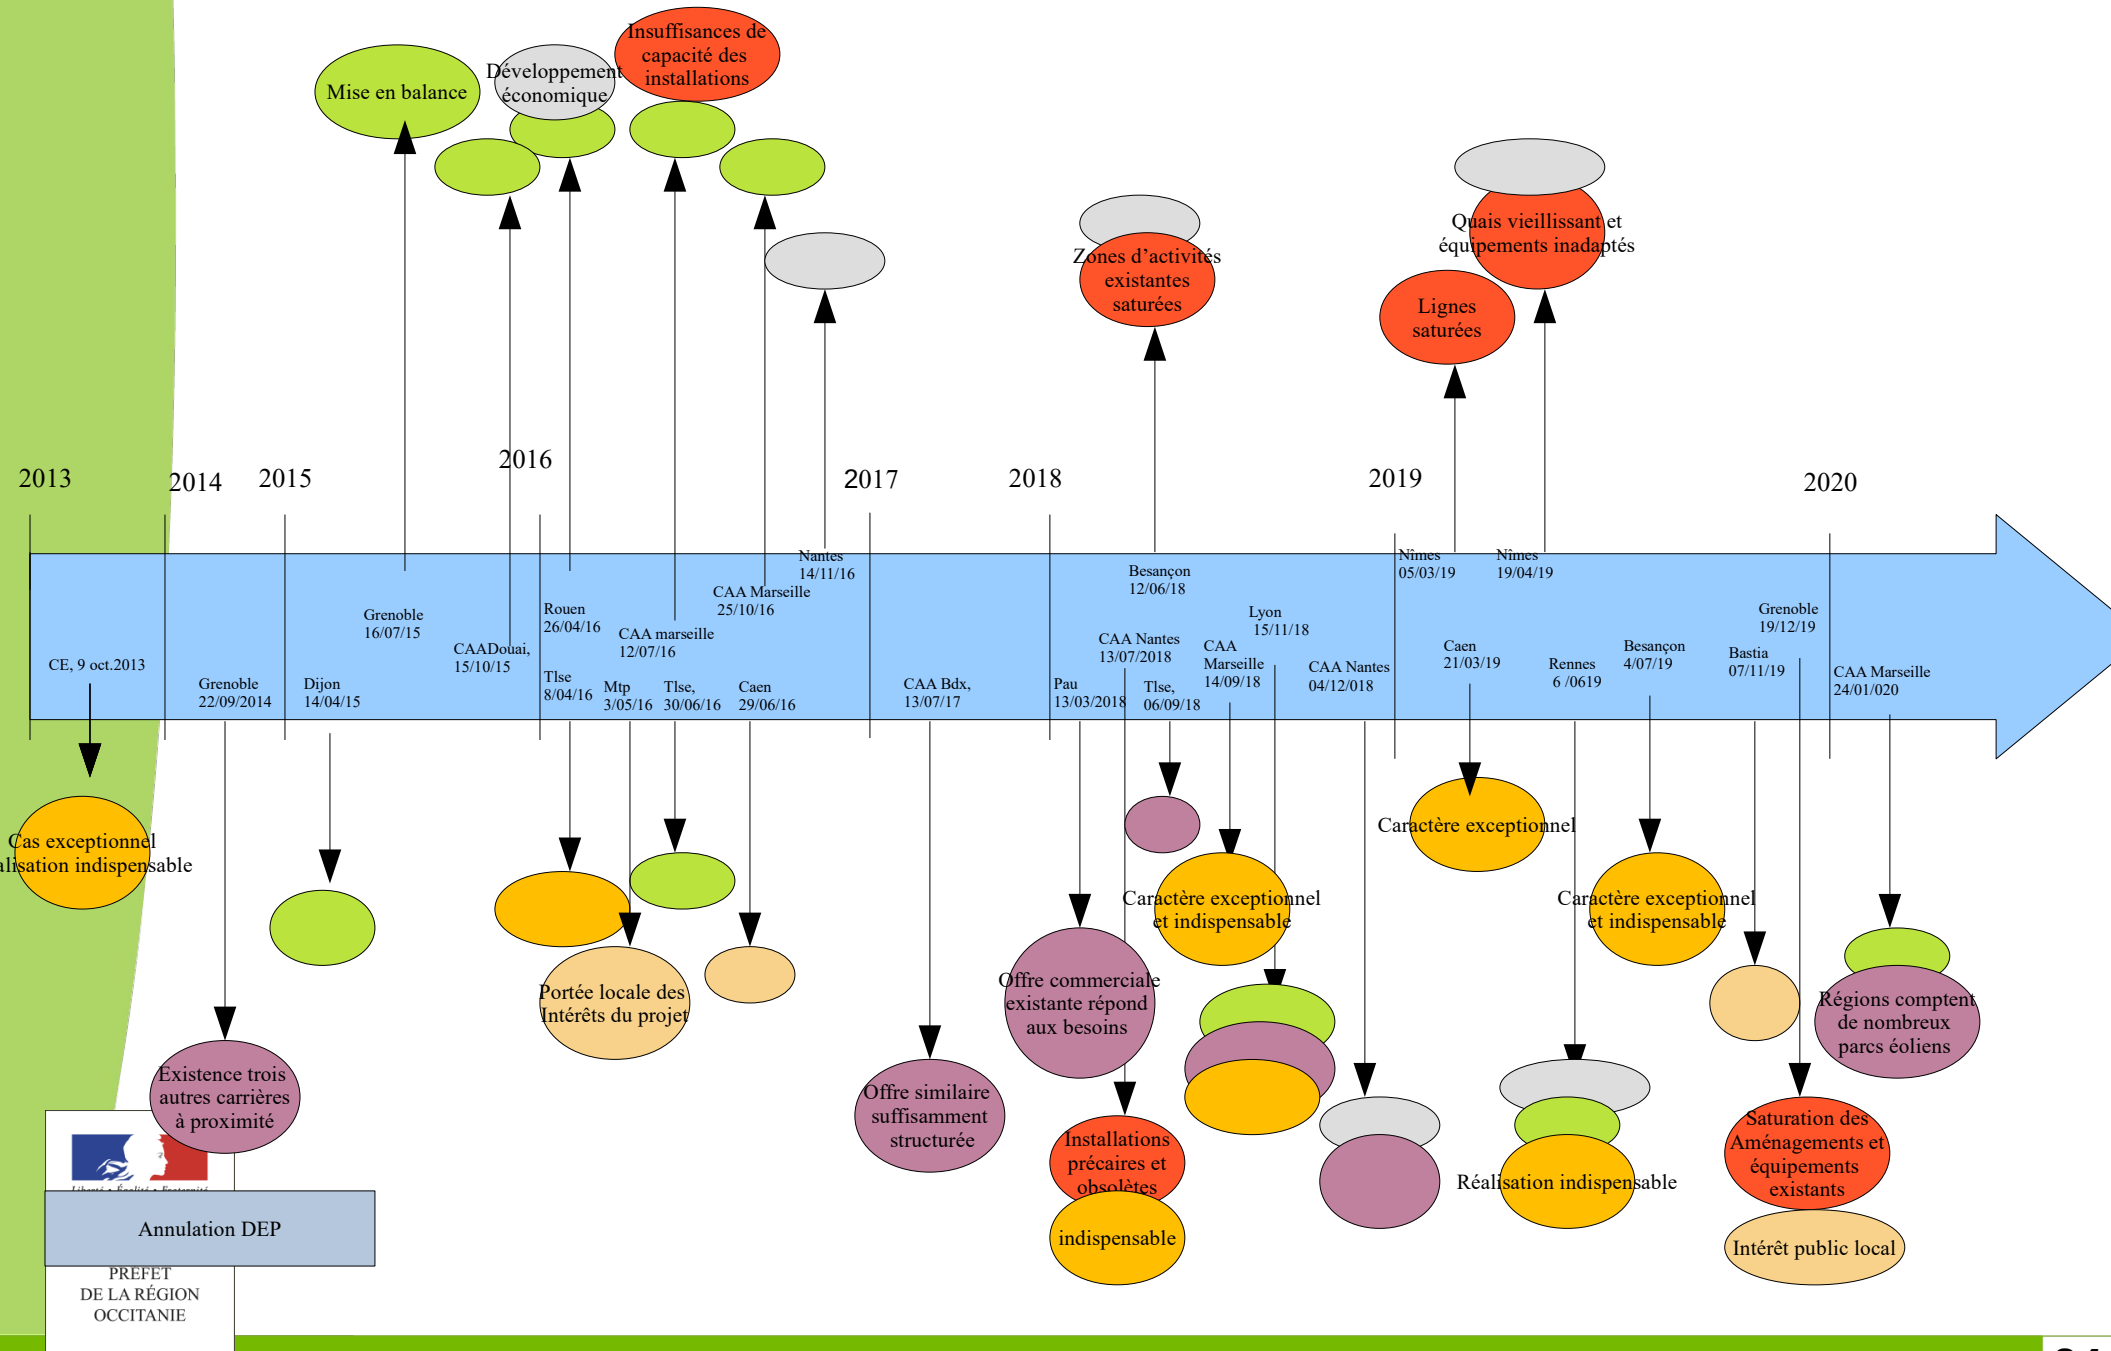 Insuffisances de
capacité des
installations
Mise en balance
Développement
économique
Quais vieillissant et
équipements inadaptés
Zones d’activités
existantes
saturées
Lignes
saturées
2013
2014
2015
2016
2017
2018
2019
2020
CE, 9 oct.2013
Grenoble
22/09/2014
Dijon
14/04/15
Grenoble
16/07/15
CAADouai,
15/10/15
Rouen
26/04/16
Tlse
8/04/16
Mtp
3/05/16
CAA marseille
12/07/16
Tlse,
30/06/16
CAA Marseille
25/10/16
Caen
29/06/16
Nantes
14/11/16
CAA Bdx,
13/07/17
Pau
13/03/2018
CAA Nantes
13/07/2018
Besançon
12/06/18
Tlse,
06/09/18
CAA
Marseille
14/09/18
Lyon
15/11/18
CAA Nantes
04/12/018
Nîmes
05/03/19
Caen
21/03/19
Nîmes
19/04/19
Rennes
6 /0619
Besançon
4/07/19
Bastia
07/11/19
Grenoble
19/12/19
CAA Marseille
24/01/020
Cas exceptionnel
alisation indispensable
Existence trois
autres carrières
à proximité
Portée locale des
Intérêts du projet
Offre similaire
suffisamment
structurée
Offre commerciale
existante répond
aux besoins
Installations
précaires et
obsolètes
indispensable
Caractère exceptionnel
et indispensable
Caractère exceptionnel
Réalisation indispensable
Caractère exceptionnel
et indispensable
Saturation des
Aménagements et
équipements
existants
Intérêt public local
Régions comptent
de nombreux
parcs éoliens
Liberté • Égalité • Fraternité
Annulation DEP
PRÉFET
DE LA RÉGION
OCCITANIE